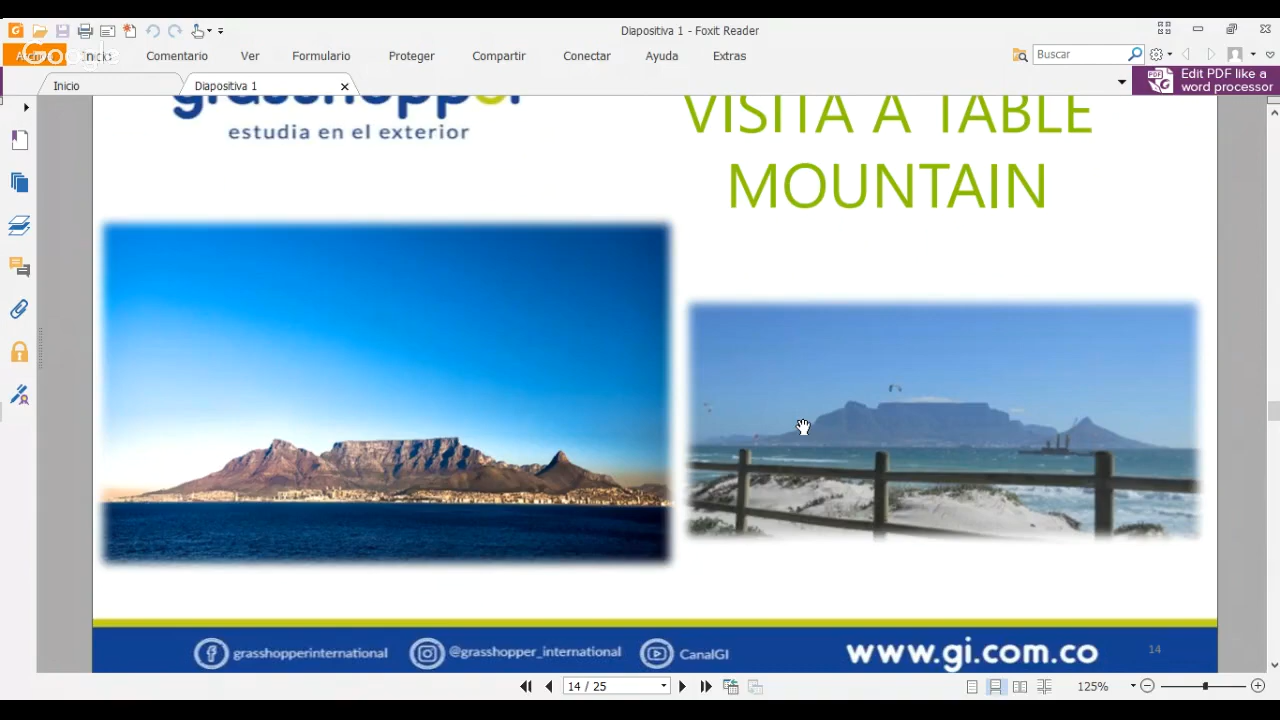 Diapositiva 1 - Foxit Reader
Google
Comentario Ver Formulario Proteger Compartir Conectar Ayuda Extras
Buscar
Inicio
Diapositiva 1
Edit PDF like a
word processor
grasshopper
estudia en el exterior
VISITA A TABLE
MOUNTAIN
grasshopperinternational
@grasshopper_international
CanalGI
www.gi.com.co
14
14 / 25
125%